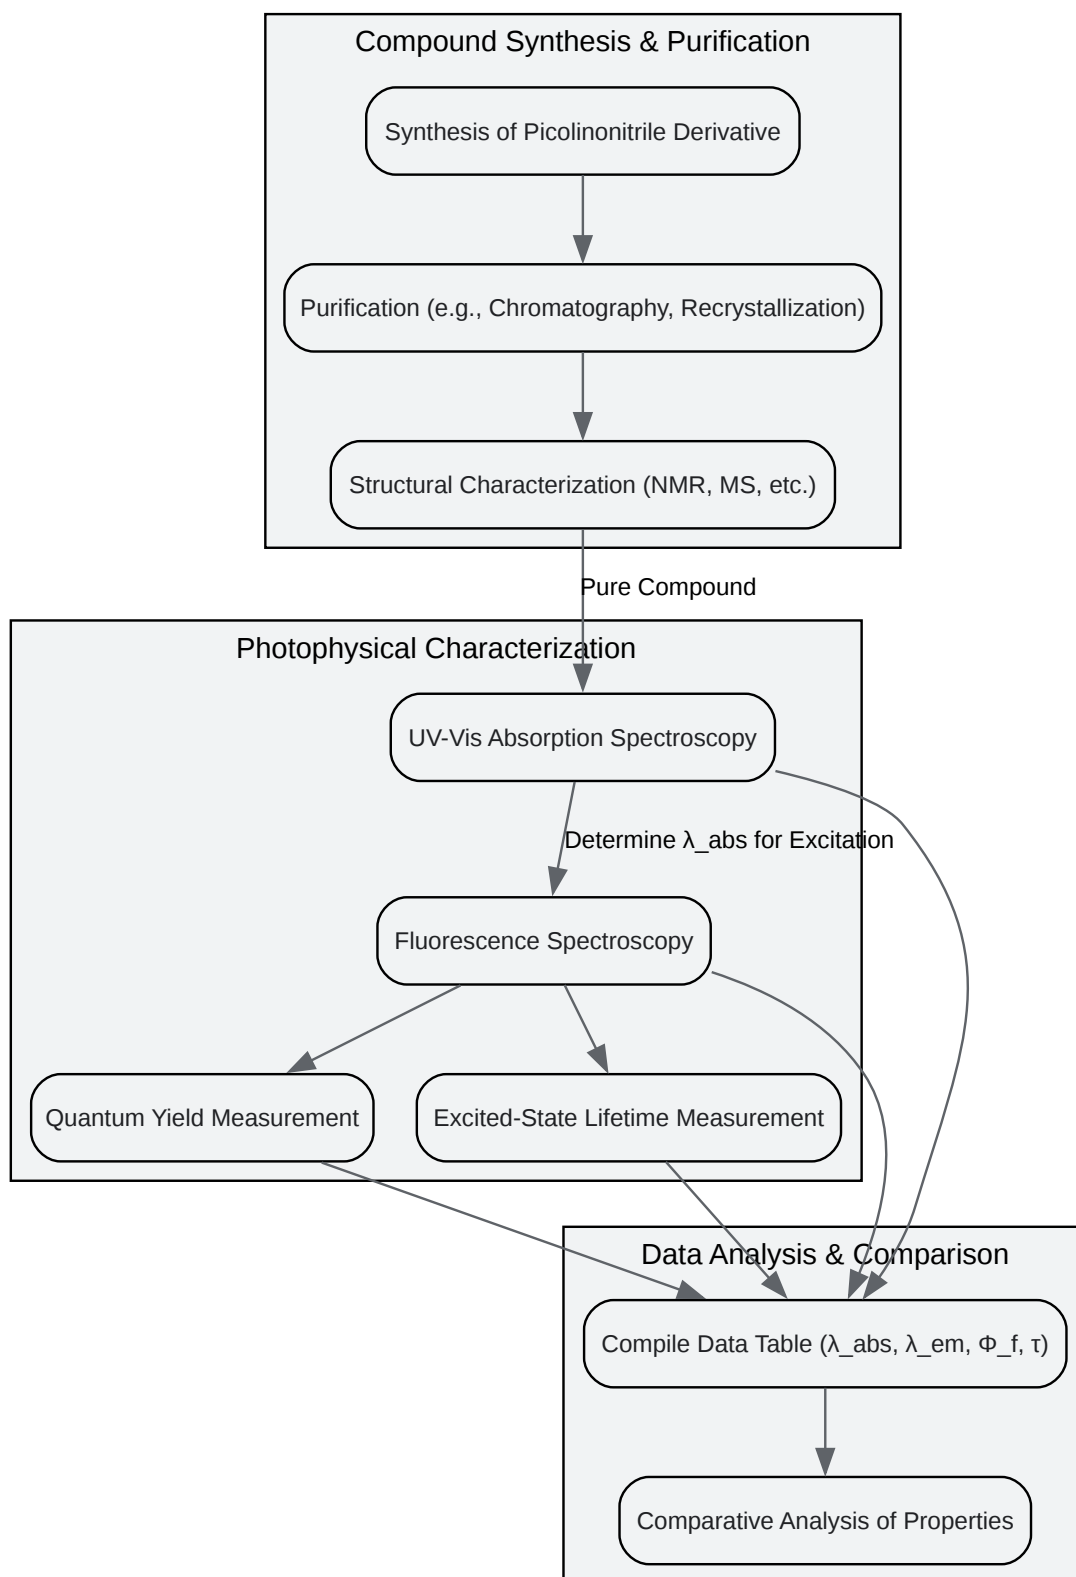 Compound Synthesis & Purification
Synthesis of Picolinonitrile Derivative
Purification (e.g., Chromatography, Recrystallization)
Structural Characterization (NMR, MS, etc.)
Pure Compound
Photophysical Characterization
UV-Vis Absorption Spectroscopy
Determine λ_abs for Excitation
Fluorescence Spectroscopy
Quantum Yield Measurement
Excited-State Lifetime Measurement
Data Analysis & Comparison
Compile Data Table (λ_abs, λ_em, Φ_f, τ)
Comparative Analysis of Properties